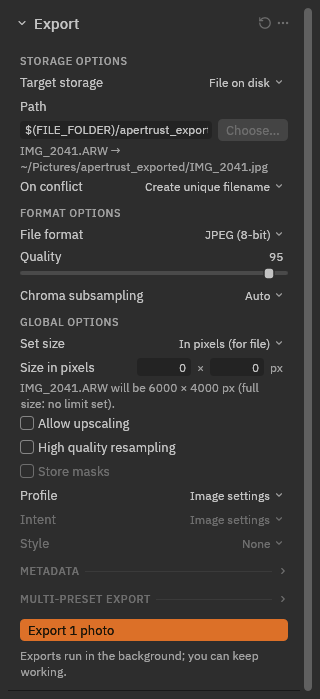 Export
STORAGE OPTIONS
Target storage File on disk
Path
$(FILE_FOLDER)/apertrust_export Choose...
IMG_2041.ARW →
~/Pictures/apertrust_exported/IMG_2041.jpg
On conflict Create unique filename
FORMAT OPTIONS
File format JPEG (8-bit)
Quality 95
Chroma subsampling Auto
GLOBAL OPTIONS
Set size In pixels (for file)
Size in pixels 0 × 0 px
IMG_2041.ARW will be 6000 × 4000 px (full
size: no limit set).
Allow upscaling
High quality resampling
Store masks
Profile Image settings
Intent Image settings
Style None
METADATA
MULTI-PRESET EXPORT
Export 1 photo
Exports run in the background; you can keep
working.